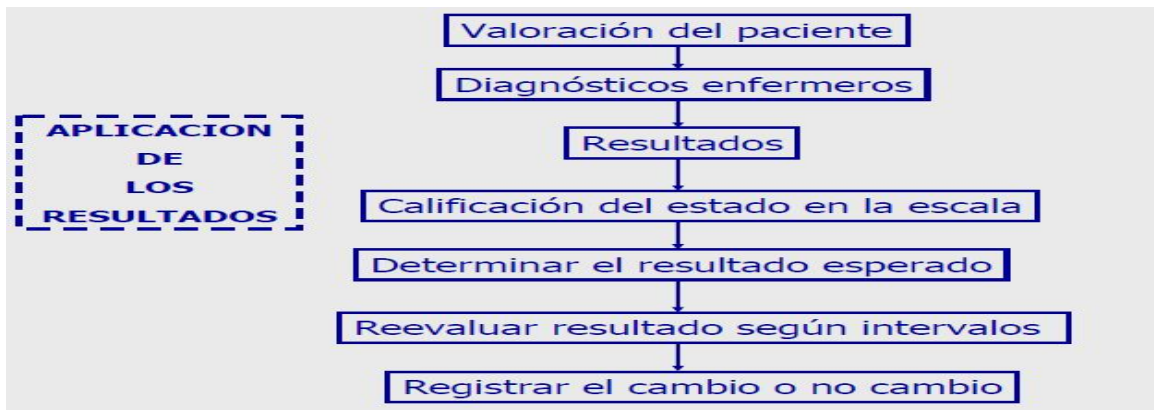 Valoración del paciente
Diagnósticos enfermeros
APLICACION
DE
LOS
RESULTADOS
Resultados
Calificación del estado en la escala
Determinar el resultado esperado
Reevaluar resultado según intervalos
Registrar el cambio o no cambio